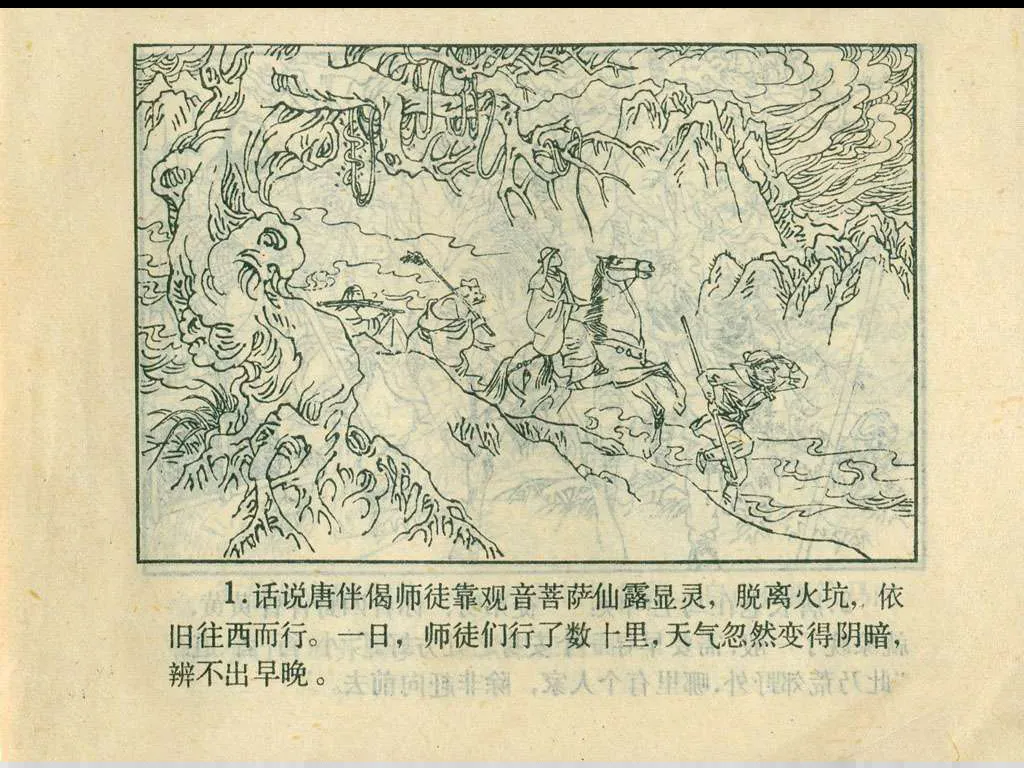 1.话说唐伴偈师徒靠观音菩萨仙露显灵，脱离火坑，依
旧往西而行。一日，师徒们行了数十里，天气忽然变得阴暗，
辨不出早晚。